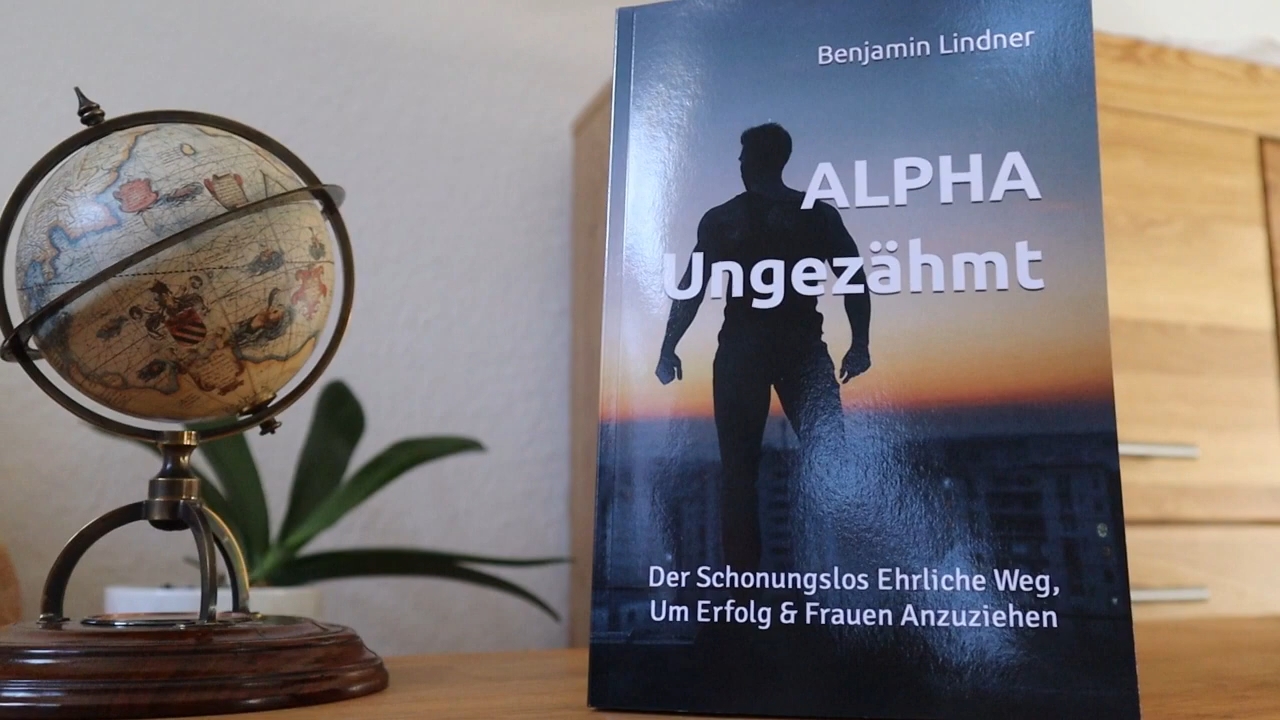 Benjamin Lindner
ALPHA
Ungezähmt
Der Schonungslos Ehrliche Weg,
Um Erfolg & Frauen Anzuziehen